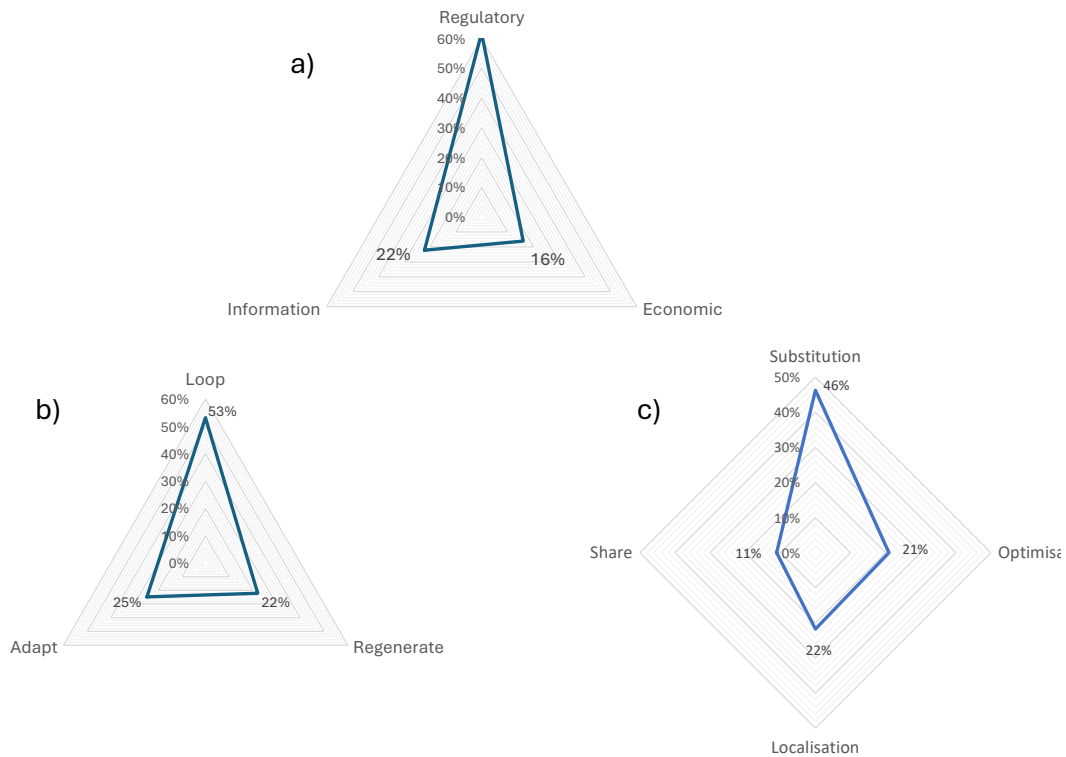 Regulatory
60%
a)
50%
40%
30%
20%
10%
0%
22%
16%
Information
Economic
b)
Loop
60%
53%
50%
40%
30%
20%
10%
0%
25%
22%
Adapt
Regenerate
c)
Substitution
50%
46%
40%
30%
20%
10%
Share
11%
0%
21%
Optimisa
22%
Localisation